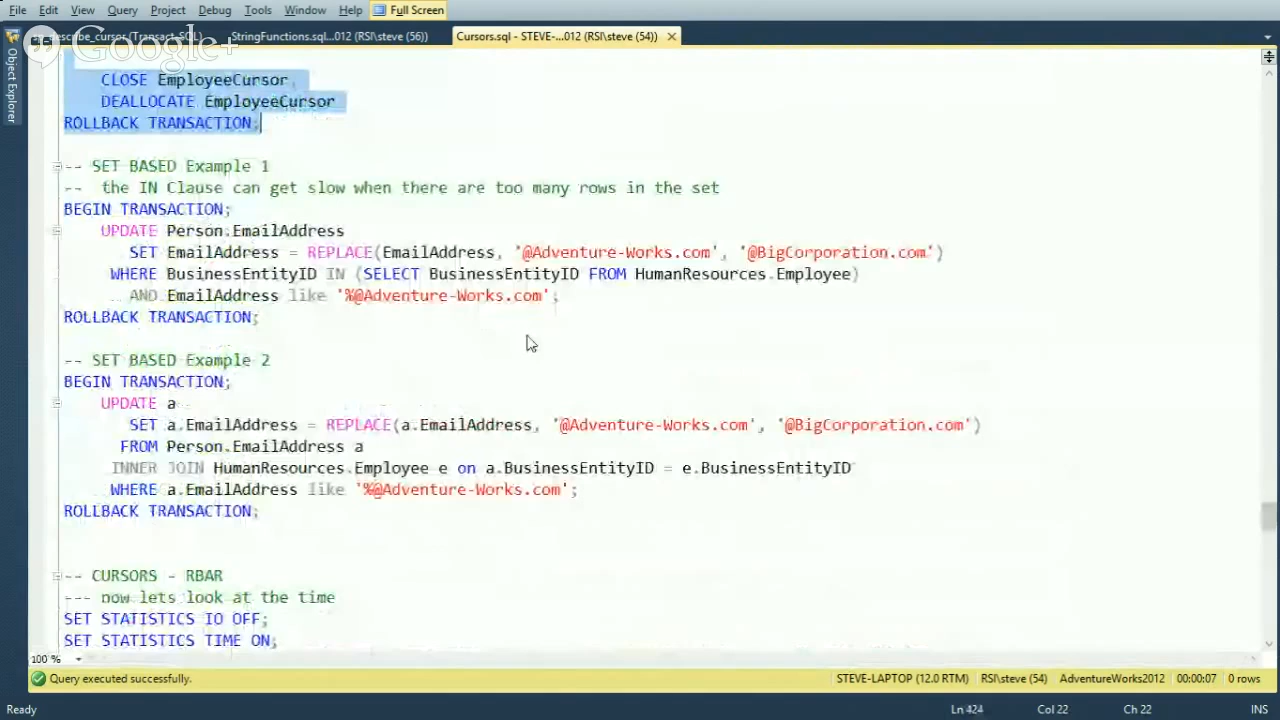 File Edit View Query Project Debug Tools Window Help Full Screen
Google+
describe_cursor (Transact-SQL) StringFunctions.sql...012 (RSI\steve (56)) Cursors.sql - STEVE-...012 (RSI\steve (54)) ×
Object Explorer
CLOSE EmployeeCursor
DEALLOCATE EmployeeCursor
ROLLBACK TRANSACTION;
-- SET BASED Example 1
-- the IN Clause can get slow when there are too many rows in the set
BEGIN TRANSACTION;
UPDATE Person.EmailAddress
SET EmailAddress = REPLACE(EmailAddress, '@Adventure-Works.com', '@BigCorporation.com')
WHERE BusinessEntityID IN (SELECT BusinessEntityID FROM HumanResources.Employee)
AND EmailAddress like '%@Adventure-Works.com';
ROLLBACK TRANSACTION;
-- SET BASED Example 2
BEGIN TRANSACTION;
UPDATE a
SET a.EmailAddress = REPLACE(a.EmailAddress, '@Adventure-Works.com', '@BigCorporation.com')
FROM Person.EmailAddress a
INNER JOIN HumanResources.Employee e on a.BusinessEntityID = e.BusinessEntityID
WHERE a.EmailAddress like '%@Adventure-Works.com';
ROLLBACK TRANSACTION;
-- CURSORS - RBAR
--- now lets look at the time
SET STATISTICS IO OFF;
SET STATISTICS TIME ON;
100 %
Query executed successfully. STEVE-LAPTOP (12.0 RTM) RSI\steve (54) AdventureWorks2012 00:00:07 0 rows
Ready Ln 424 Col 22 Ch 22 INS